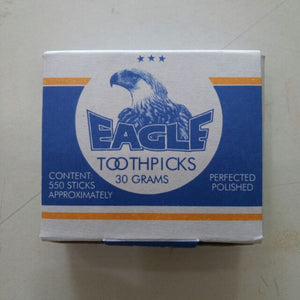 EAGLE
TOOTHPICKS
30 GRAMS
CONTENT:
550 STICKS
APPROXIMATELY
PERFECTED
POLISHED